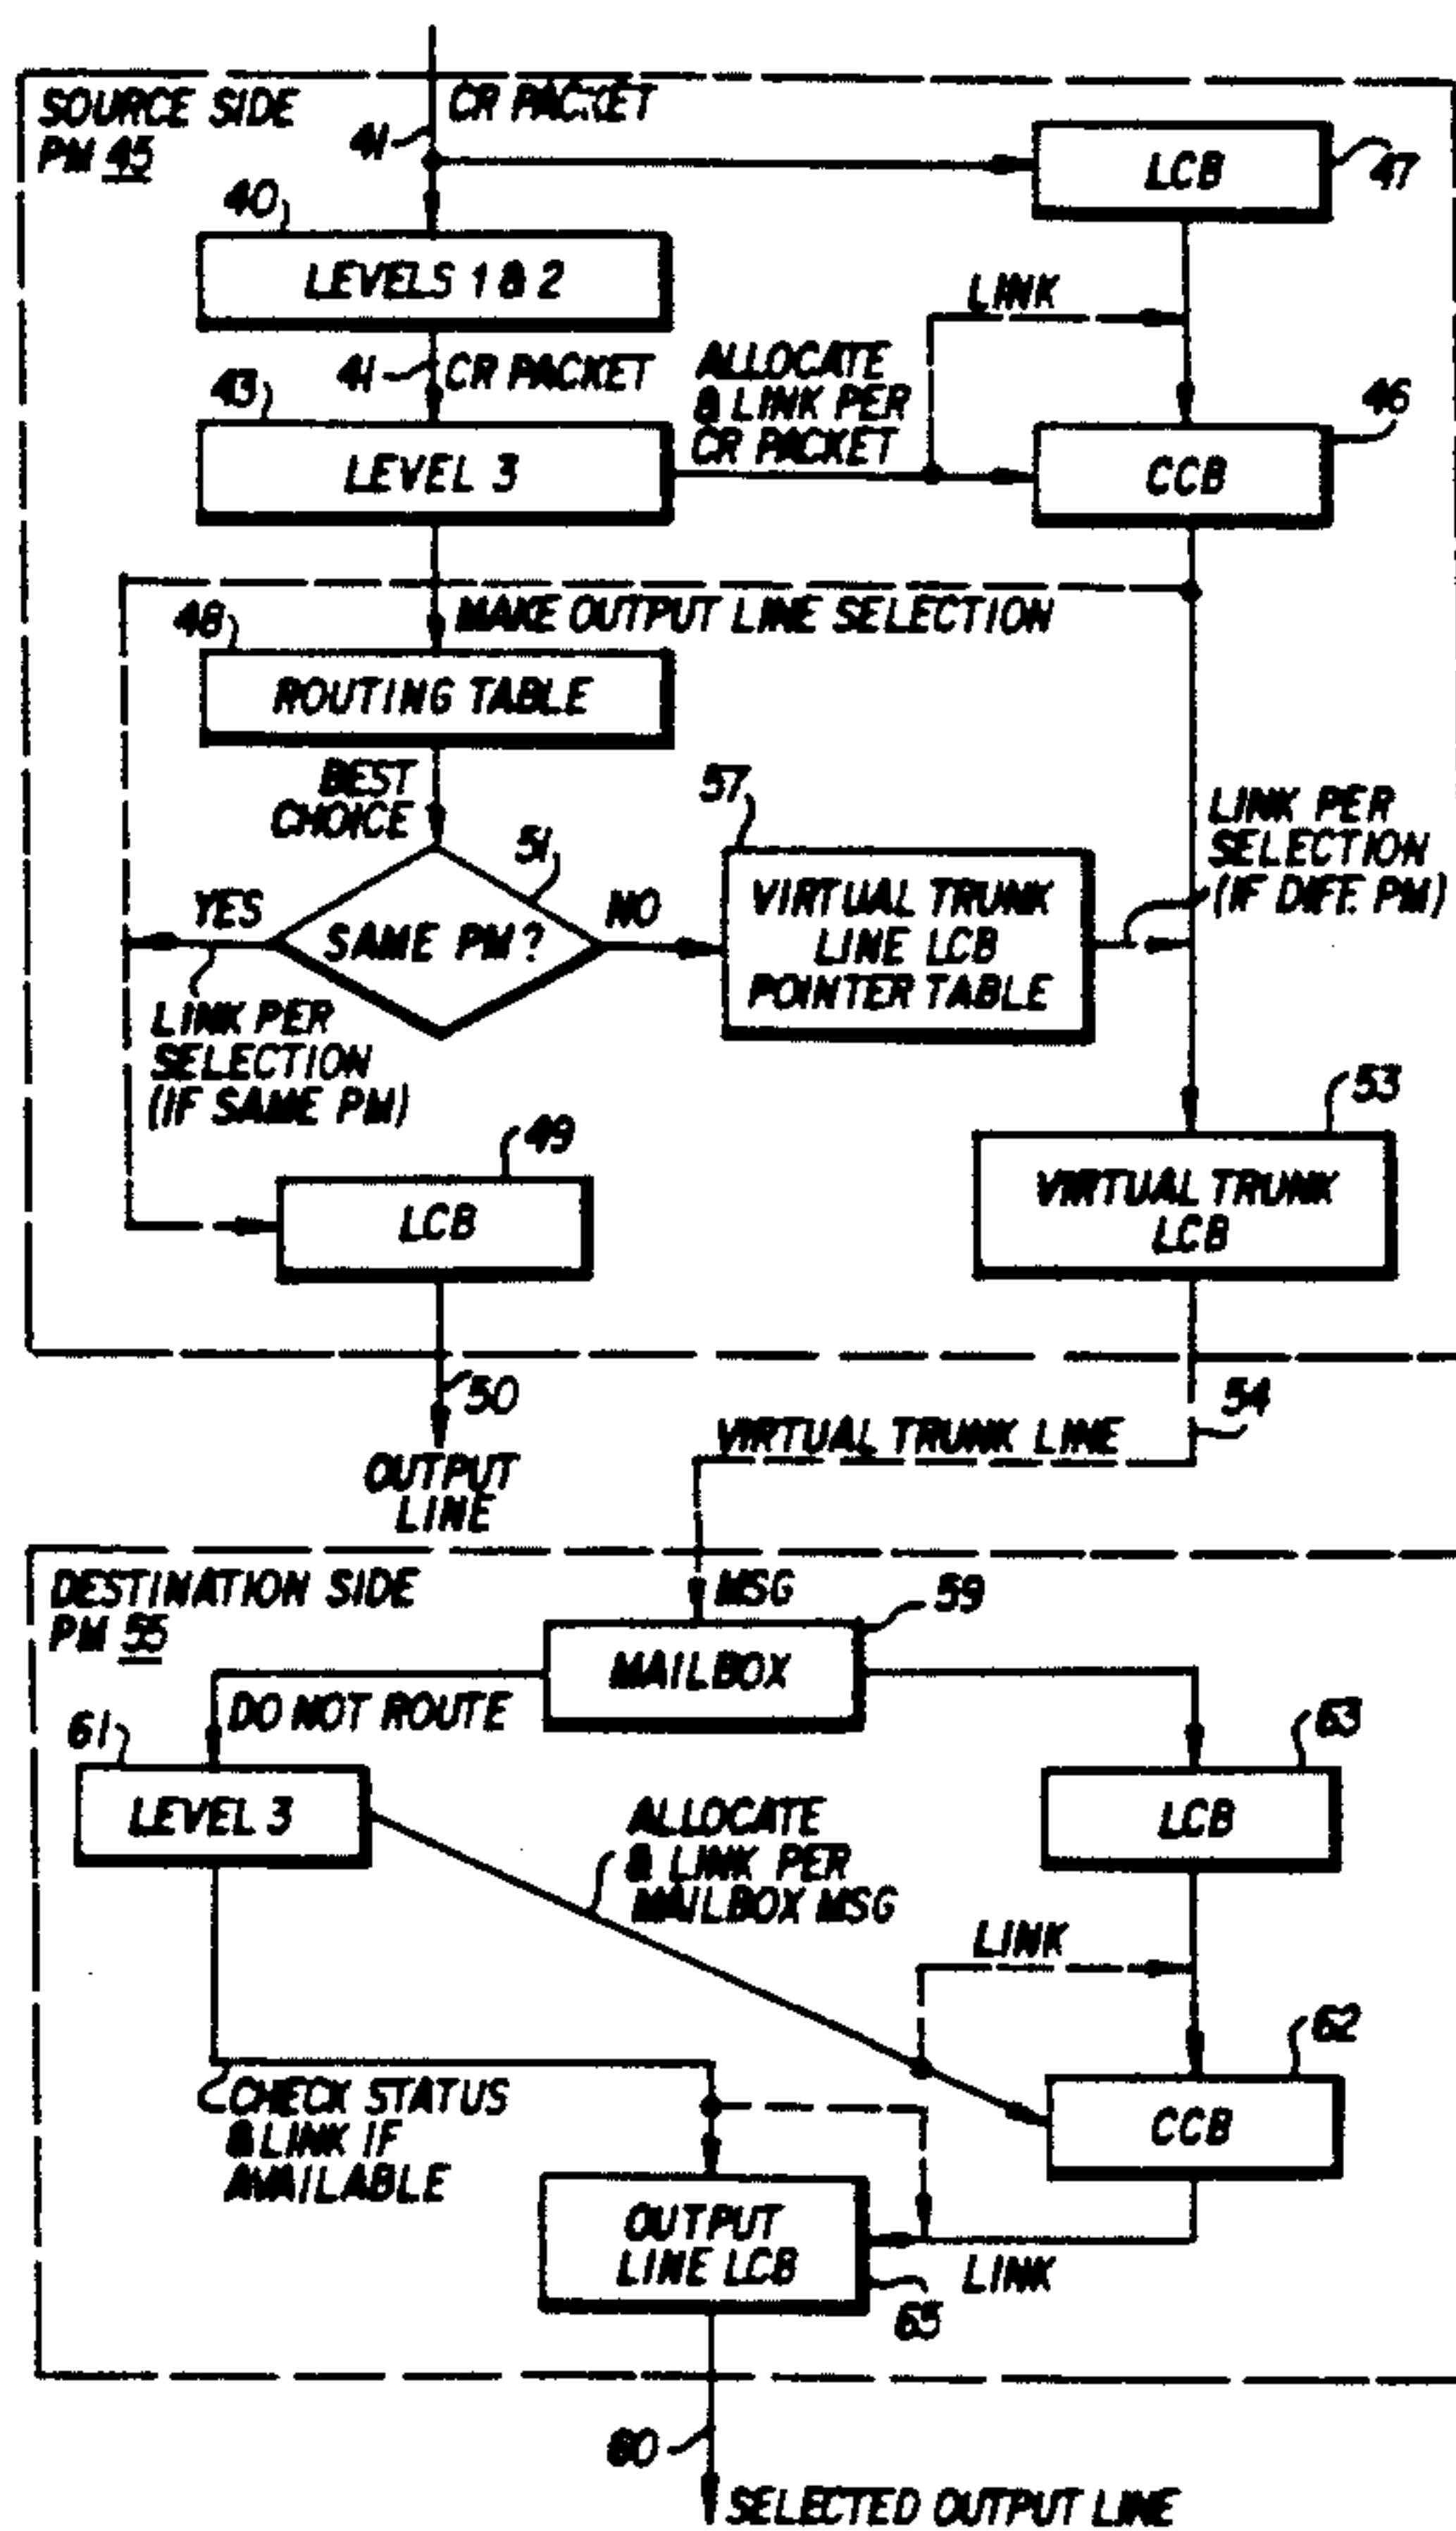 CR PACKET
SOURCE SIDE
PM 45
41
LCB
47
40
LEVELS 1 & 2
LINK
41
CR PACKET
ALLOCATE
& LINK PER
CR PACKET
43
46
LEVEL 3
CCB
MAKE OUTPUT LINE SELECTION
48
ROUTING TABLE
BEST
CHOICE
57
51
LINK PER
SELECTION
(IF DIFF. PM)
YES
SAME PM?
NO
VIRTUAL TRUNK
LINE LCB
POINTER TABLE
LINK PER
SELECTION
(IF SAME PM)
53
49
LCB
VIRTUAL TRUNK
LCB
50
54
OUTPUT
LINE
VIRTUAL TRUNK LINE
DESTINATION SIDE
PM 55
MSG
59
MAILBOX
DO NOT ROUTE
61
63
LEVEL 3
LCB
ALLOCATE
& LINK PER
MAILBOX MSG
LINK
62
CHECK STATUS
& LINK IF
AVAILABLE
CCB
OUTPUT
LINE LCB
LINK
65
60
SELECTED OUTPUT LINE